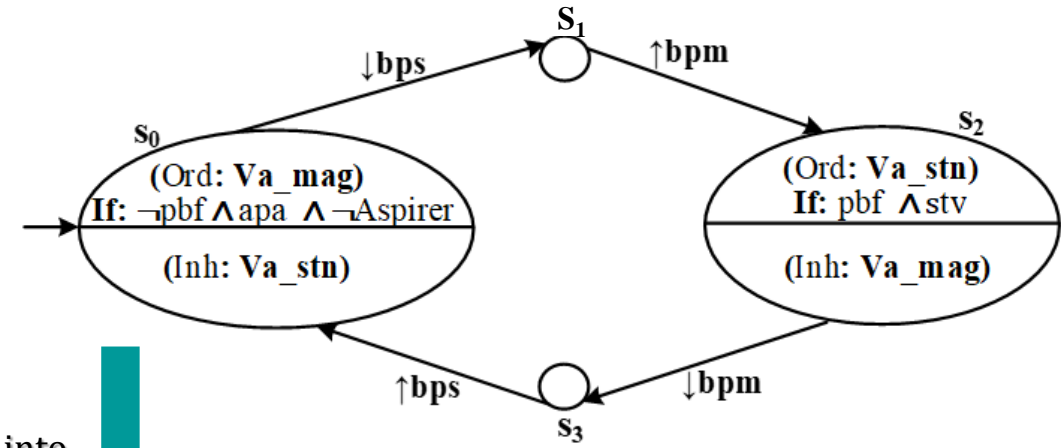 S₁
↓bps
↑bpm
s₀
(Ord: Va_mag)
If: ¬pbf ∧ apa ∧ ¬Aspirer
(Inh: Va_stn)
s₂
(Ord: Va_stn)
If: pbf ∧ stv
(Inh: Va_mag)
↑bps
↓bpm
s₃
into